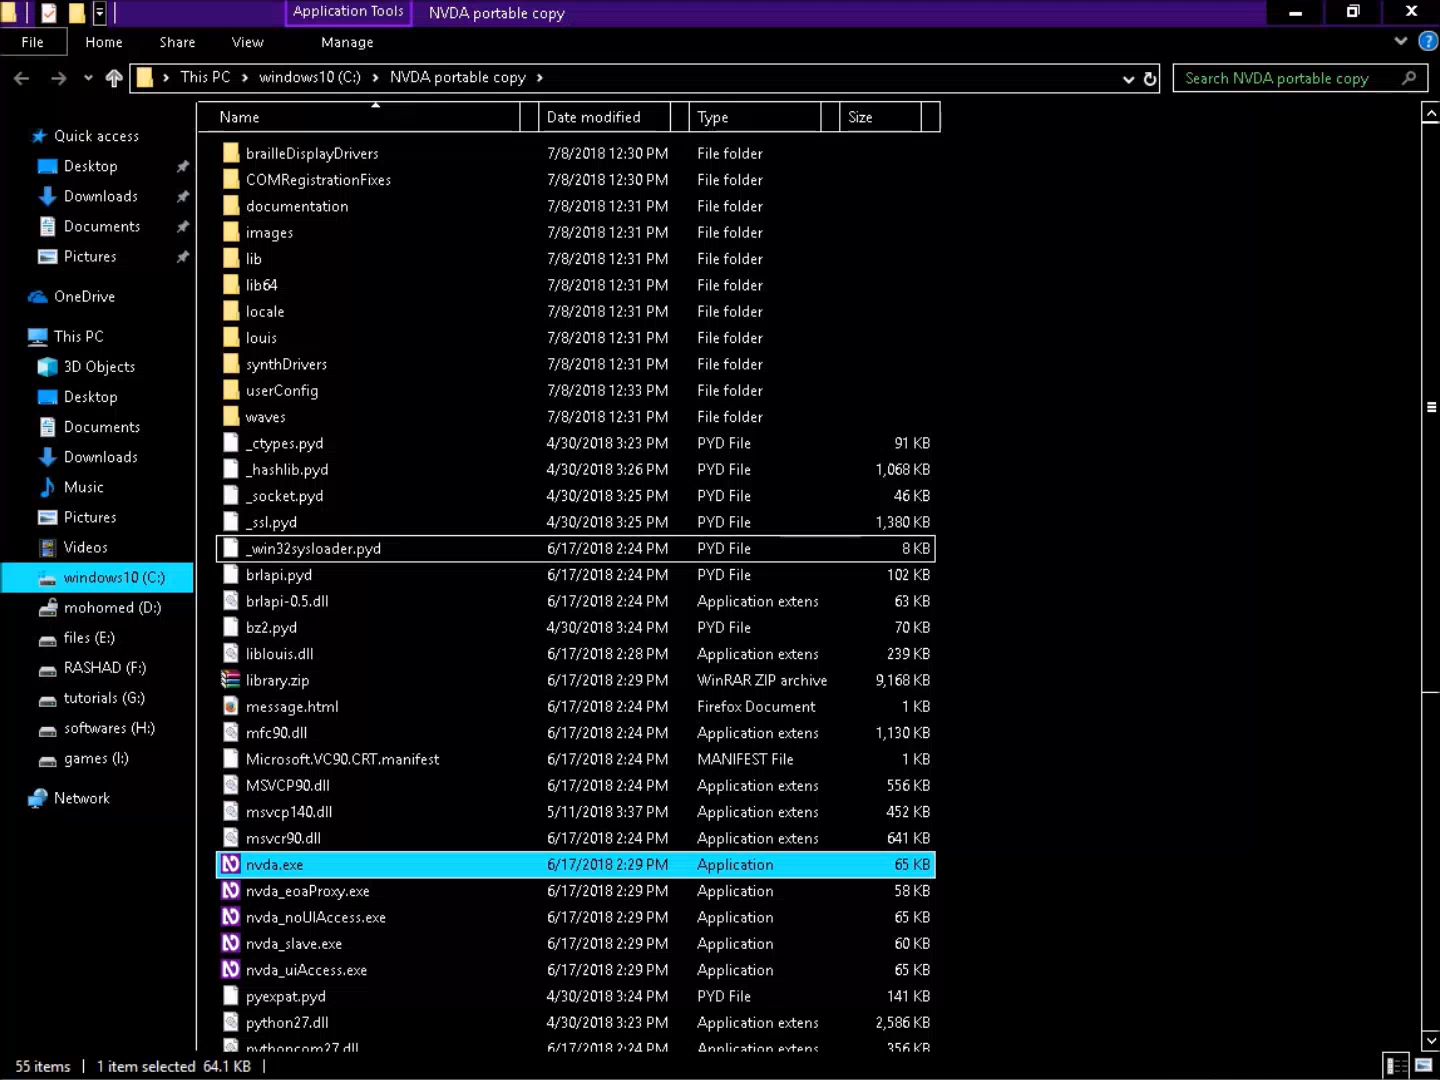 Application Tools NVDA portable copy
File Home Share View Manage
This PC windows10 (C:) NVDA portable copy Search NVDA portable copy
Name Date modified Type Size
Quick access
Desktop
Downloads
Documents
Pictures
OneDrive
This PC
3D Objects
Desktop
Documents
Downloads
Music
Pictures
Videos
windows10 (C:)
mohomed (D:)
files (E:)
RASHAD (F:)
tutorials (G:)
softwares (H:)
games (I:)
Network
brailleDisplayDrivers 7/8/2018 12:30 PM File folder
COMRegistrationFixes 7/8/2018 12:30 PM File folder
documentation 7/8/2018 12:31 PM File folder
images 7/8/2018 12:31 PM File folder
lib 7/8/2018 12:31 PM File folder
lib64 7/8/2018 12:31 PM File folder
locale 7/8/2018 12:31 PM File folder
louis 7/8/2018 12:31 PM File folder
synthDrivers 7/8/2018 12:31 PM File folder
userConfig 7/8/2018 12:33 PM File folder
waves 7/8/2018 12:31 PM File folder
_ctypes.pyd 4/30/2018 3:23 PM PYD File 91 KB
_hashlib.pyd 4/30/2018 3:26 PM PYD File 1,068 KB
_socket.pyd 4/30/2018 3:25 PM PYD File 46 KB
_ssl.pyd 4/30/2018 3:25 PM PYD File 1,380 KB
_win32sysloader.pyd 6/17/2018 2:24 PM PYD File 8 KB
brlapi.pyd 6/17/2018 2:24 PM PYD File 102 KB
brlapi-0.5.dll 6/17/2018 2:24 PM Application extens 63 KB
bz2.pyd 4/30/2018 3:24 PM PYD File 70 KB
liblouis.dll 6/17/2018 2:28 PM Application extens 239 KB
library.zip 6/17/2018 2:29 PM WinRAR ZIP archive 9,168 KB
message.html 6/17/2018 2:24 PM Firefox Document 1 KB
mfc90.dll 6/17/2018 2:24 PM Application extens 1,130 KB
Microsoft.VC90.CRT.manifest 6/17/2018 2:24 PM MANIFEST File 1 KB
MSVCP90.dll 6/17/2018 2:24 PM Application extens 556 KB
msvcp140.dll 5/11/2018 3:37 PM Application extens 452 KB
msvcr90.dll 6/17/2018 2:24 PM Application extens 641 KB
nvda.exe 6/17/2018 2:29 PM Application 65 KB
nvda_eoaProxy.exe 6/17/2018 2:29 PM Application 58 KB
nvda_noUIAccess.exe 6/17/2018 2:29 PM Application 65 KB
nvda_slave.exe 6/17/2018 2:29 PM Application 60 KB
nvda_uiAccess.exe 6/17/2018 2:29 PM Application 65 KB
pyexpat.pyd 4/30/2018 3:24 PM PYD File 141 KB
python27.dll 4/30/2018 3:23 PM Application extens 2,586 KB
pythoncom27.dll 6/17/2018 2:24 PM Application extens 356 KB
55 items 1 item selected 64.1 KB